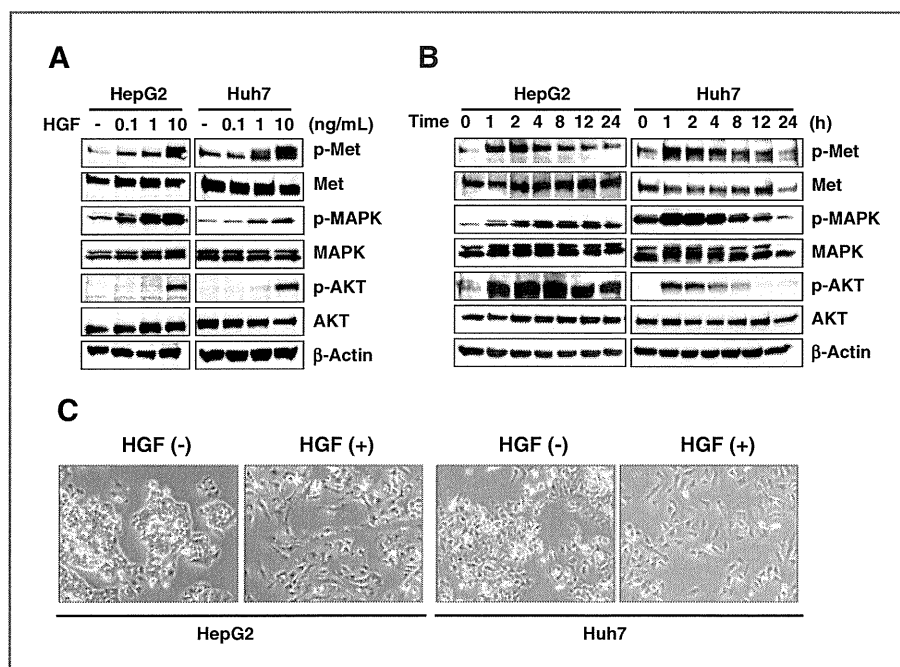 A
HepG2 Huh7
HGF - 0.1 1 10 - 0.1 1 10 (ng/mL)
p-Met
Met
p-MAPK
MAPK
p-AKT
AKT
β-Actin
B
HepG2 Huh7
Time 0 1 2 4 8 12 24 0 1 2 4 8 12 24 (h)
p-Met
Met
p-MAPK
MAPK
p-AKT
AKT
β-Actin
C
HGF (-) HGF (+) HGF (-) HGF (+)
HepG2 Huh7